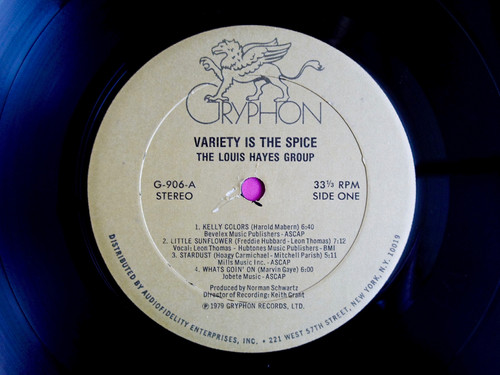 GRYPHON
VARIETY IS THE SPICE
THE LOUIS HAYES GROUP
G-906-A
STEREO
33⅓ RPM
SIDE ONE
1. KELLY COLORS (Harold Mabern) 6:40
Bevelex Music Publishers - ASCAP
2. LITTLE SUNFLOWER (Freddie Hubbard - Leon Thomas) 7:12
Vocal: Leon Thomas - Hubtones Music Publishers - BMI
3. STARDUST (Hoagy Carmichael - Mitchell Parish) 5:11
Mills Music Inc. - ASCAP
4. WHATS GOIN' ON (Marvin Gaye) 6:00
Jobete Music - ASCAP
Produced by Norman Schwartz
Director of Recording: Keith Grant
℗ 1979 GRYPHON RECORDS, LTD.
DISTRIBUTED BY AUDIOFIDELITY ENTERPRISES, INC. • 221 WEST 57TH STREET, NEW YORK, N.Y. 10019